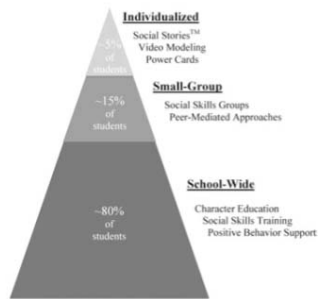 Individualized
Social Stories™
Video Modeling
Power Cards
~5%
of
students
Small-Group
Social Skills Groups
Peer-Mediated Approaches
~15%
of
students
School-Wide
Character Education
Social Skills Training
Positive Behavior Support
~80%
of
students